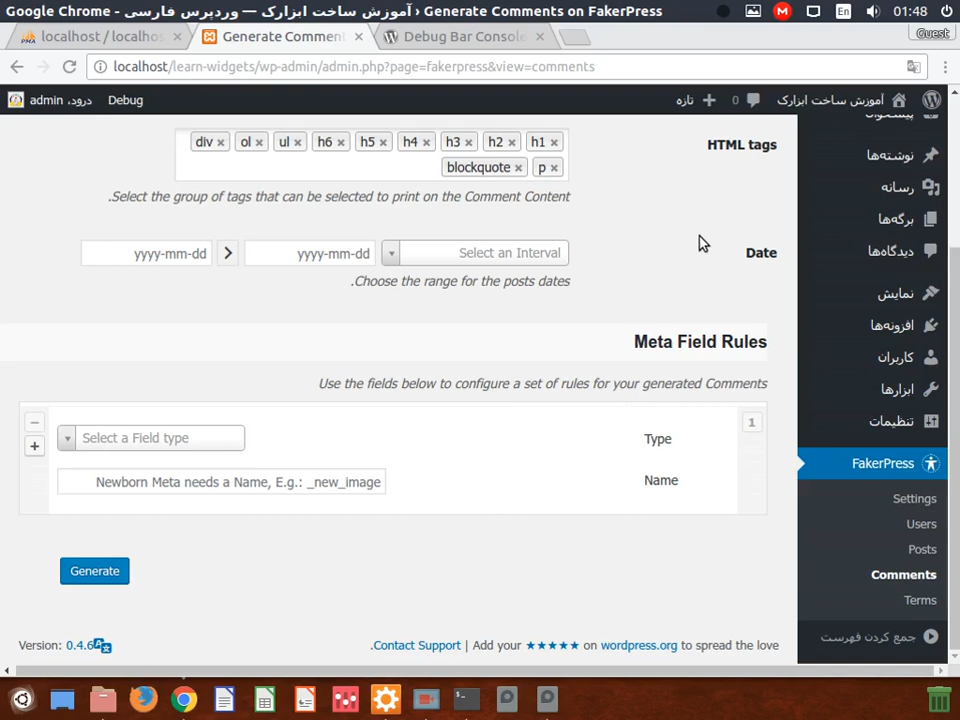 Google Chrome آموزش ساخت ابزارک — وردپرس فارسی ‹ Generate Comments on FakerPress
En
01:48
localhost / localhos
Generate Commen
Debug Bar Console
Guest
localhost/learn-widgets/wp-admin/admin.php?page=fakerpress&view=comments
درود، admin
Debug
تازه
0
آموزش ساخت ابزارک
نوشته‌ها
رسانه
برگه‌ها
دیدگاه‌ها
نمایش
افزونه‌ها
کاربران
ابزارها
تنظیمات
FakerPress
Settings
Users
Posts
Comments
Terms
جمع کردن فهرست
HTML tags
div × ol × ul × h6 × h5 × h4 × h3 × h2 × h1 ×
blockquote × p ×
.Select the group of tags that can be selected to print on the Comment Content
Date
yyyy-mm-dd yyyy-mm-dd Select an Interval
.Choose the range for the posts dates
Meta Field Rules
Use the fields below to configure a set of rules for your generated Comments
1
Select a Field type
Type
Newborn Meta needs a Name, E.g.: _new_image
Name
Generate
Version: 0.4.6
.Contact Support | Add your ★★★★★ on wordpress.org to spread the love